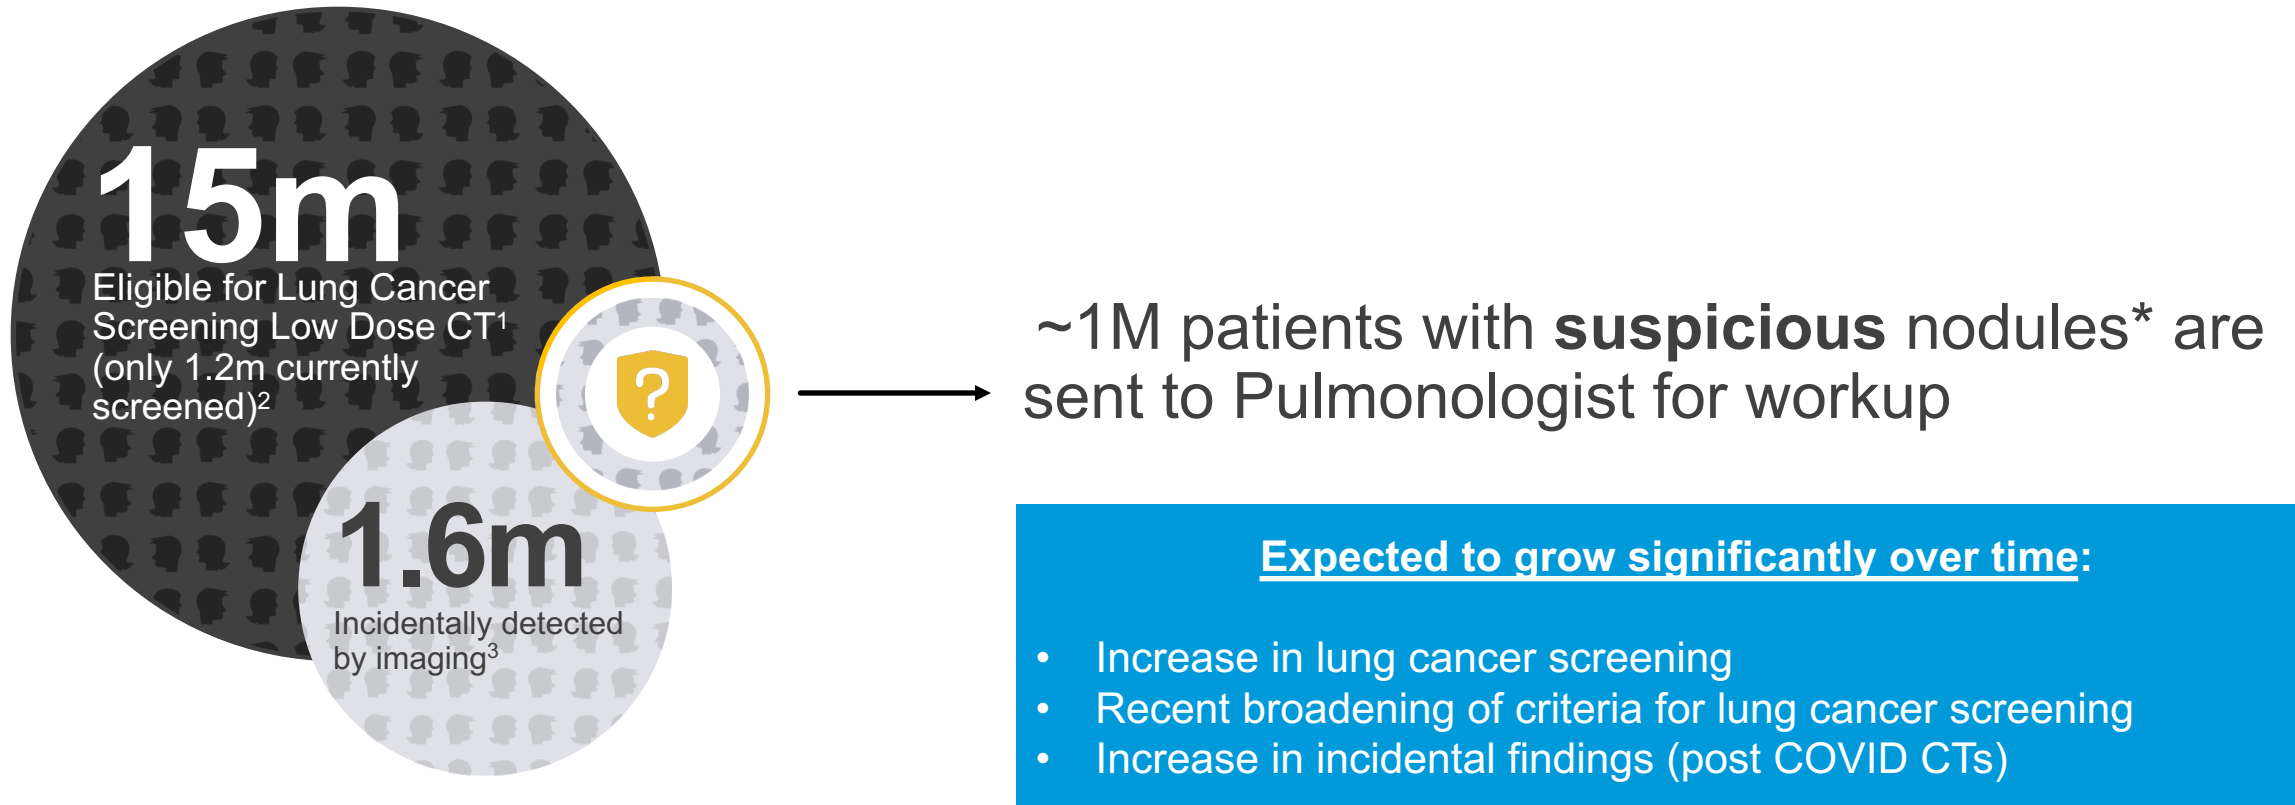 15m
Eligible for Lung Cancer
Screening Low Dose CT¹
(only 1.2m currently
screened)²
1.6m
Incidentally detected
by imaging³
?
~1M patients with suspicious nodules* are
sent to Pulmonologist for workup
Expected to grow significantly over time:
• Increase in lung cancer screening
• Recent broadening of criteria for lung cancer screening
• Increase in incidental findings (post COVID CTs)